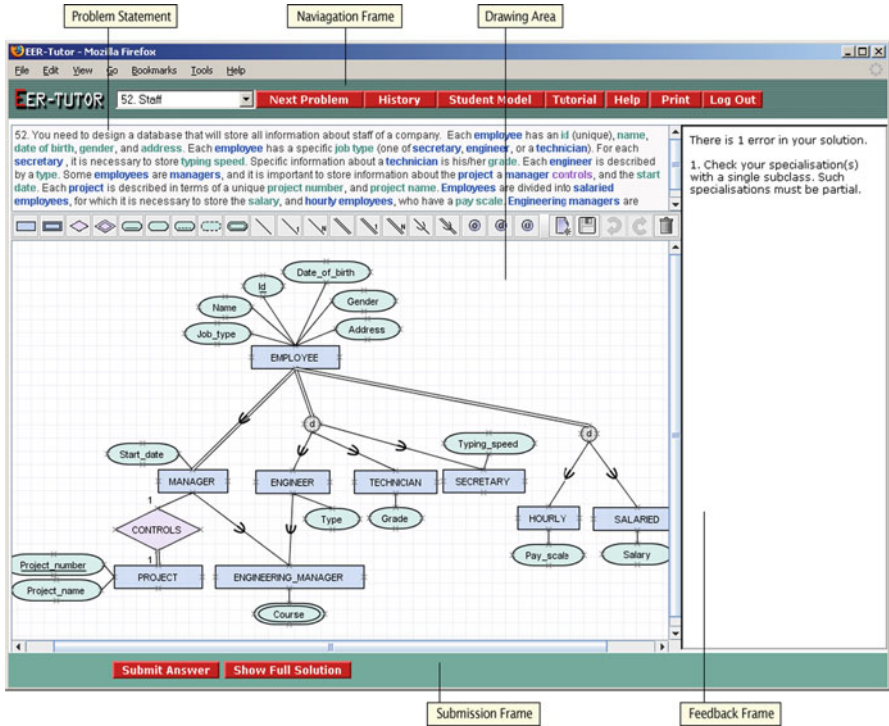 Problem Statement
Naviagation Frame
Drawing Area
EER-Tutor - Mozilla Firefox
File Edit View Go Bookmarks Tools Help
EER-TUTOR 52. Staff Next Problem History Student Model Tutorial Help Print Log Out
52. You need to design a database that will store all information about staff of a company. Each employee has an id (unique), name,
date of birth, gender, and address. Each employee has a specific job type (one of secretary, engineer, or a technician). For each
secretary , it is necessary to store typing speed. Specific information about a technician is his/her grade. Each engineer is described
by a type. Some employees are managers, and it is important to store information about the project a manager controls, and the start
date. Each project is described in terms of a unique project number, and project name. Employees are divided into salaried
employees, for which it is necessary to store the salary, and hourly employees, who have a pay scale. Engineering managers are
There is 1 error in your solution.
1. Check your specialisation(s)
with a single subclass. Such
specialisations must be partial.
1 N 1 N d o u
Date_of_birth
Id
Name
Gender
Job_type
Address
EMPLOYEE
d
d
Start_date
Typing_speed
MANAGER
ENGINEER
TECHNICIAN
SECRETARY
1
Type
Grade
HOURLY
SALARIED
CONTROLS
Pay_scale
Salary
1
Project_number
PROJECT
ENGINEERING_MANAGER
Project_name
Course
Submit Answer Show Full Solution
Submission Frame
Feedback Frame